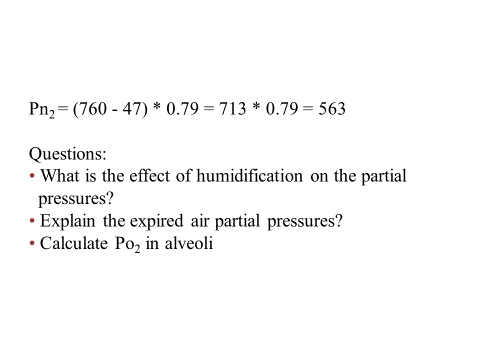 Pn₂ = (760 - 47) * 0.79 = 713 * 0.79 = 563
Questions:
• What is the effect of humidification on the partial
pressures?
• Explain the expired air partial pressures?
• Calculate Po₂ in alveoli